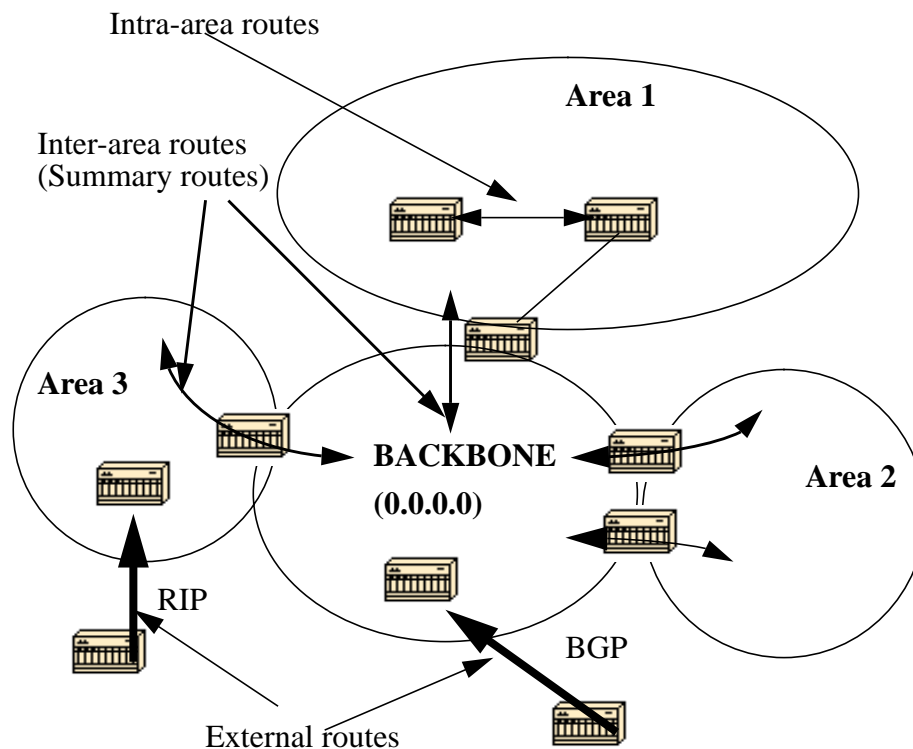 Intra-area routes
Area 1
Inter-area routes
(Summary routes)
Area 3
BACKBONE
(0.0.0.0)
Area 2
RIP
BGP
External routes